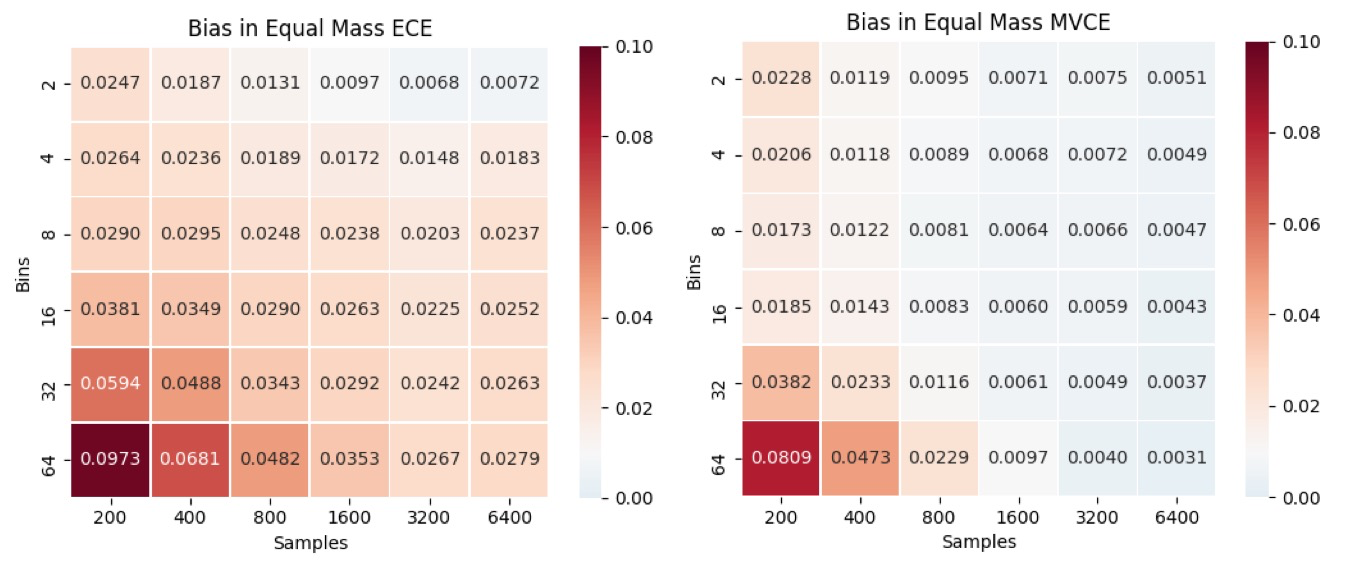 Bias in Equal Mass ECE
Bins
2 0.0247 0.0187 0.0131 0.0097 0.0068 0.0072
4 0.0264 0.0236 0.0189 0.0172 0.0148 0.0183
8 0.0290 0.0295 0.0248 0.0238 0.0203 0.0237
16 0.0381 0.0349 0.0290 0.0263 0.0225 0.0252
32 0.0594 0.0488 0.0343 0.0292 0.0242 0.0263
64 0.0973 0.0681 0.0482 0.0353 0.0267 0.0279
200 400 800 1600 3200 6400
Samples
0.10
0.08
0.06
0.04
0.02
0.00
Bias in Equal Mass MVCE
Bins
2 0.0228 0.0119 0.0095 0.0071 0.0075 0.0051
4 0.0206 0.0118 0.0089 0.0068 0.0072 0.0049
8 0.0173 0.0122 0.0081 0.0064 0.0066 0.0047
16 0.0185 0.0143 0.0083 0.0060 0.0059 0.0043
32 0.0382 0.0233 0.0116 0.0061 0.0049 0.0037
64 0.0809 0.0473 0.0229 0.0097 0.0040 0.0031
200 400 800 1600 3200 6400
Samples
0.10
0.08
0.06
0.04
0.02
0.00